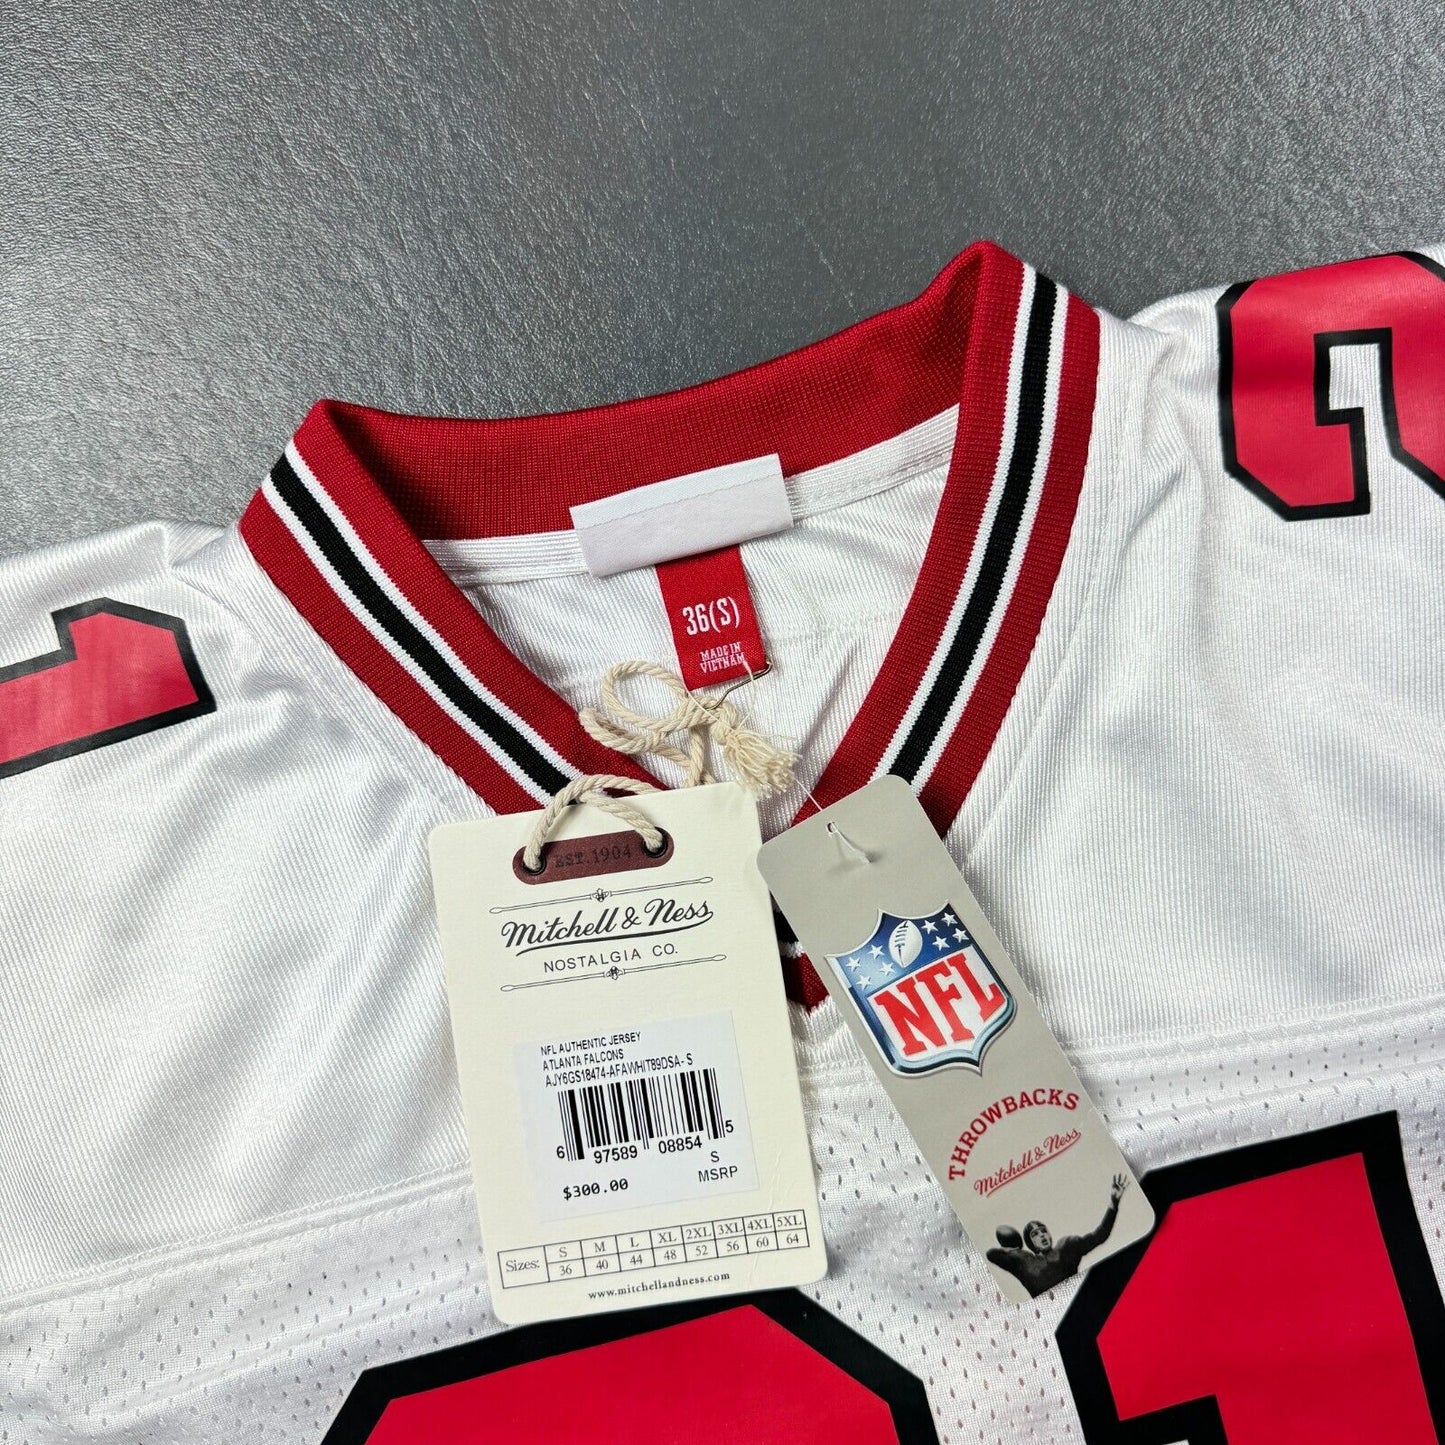 36(S)
MADE IN
VIETNAM
EST. 1904
Mitchell & Ness
NOSTALGIA CO.
NFL AUTHENTIC JERSEY
ATLANTA FALCONS
AJY6GS18474-AFAWHIT89DSA- S
6 97589 08854 5
S
$300.00 MSRP
Sizes: S M L XL 2XL 3XL 4XL 5XL
36 40 44 48 52 56 60 64
www.mitchellandness.com
NFL
THROWBACKS
Mitchell & Ness
21